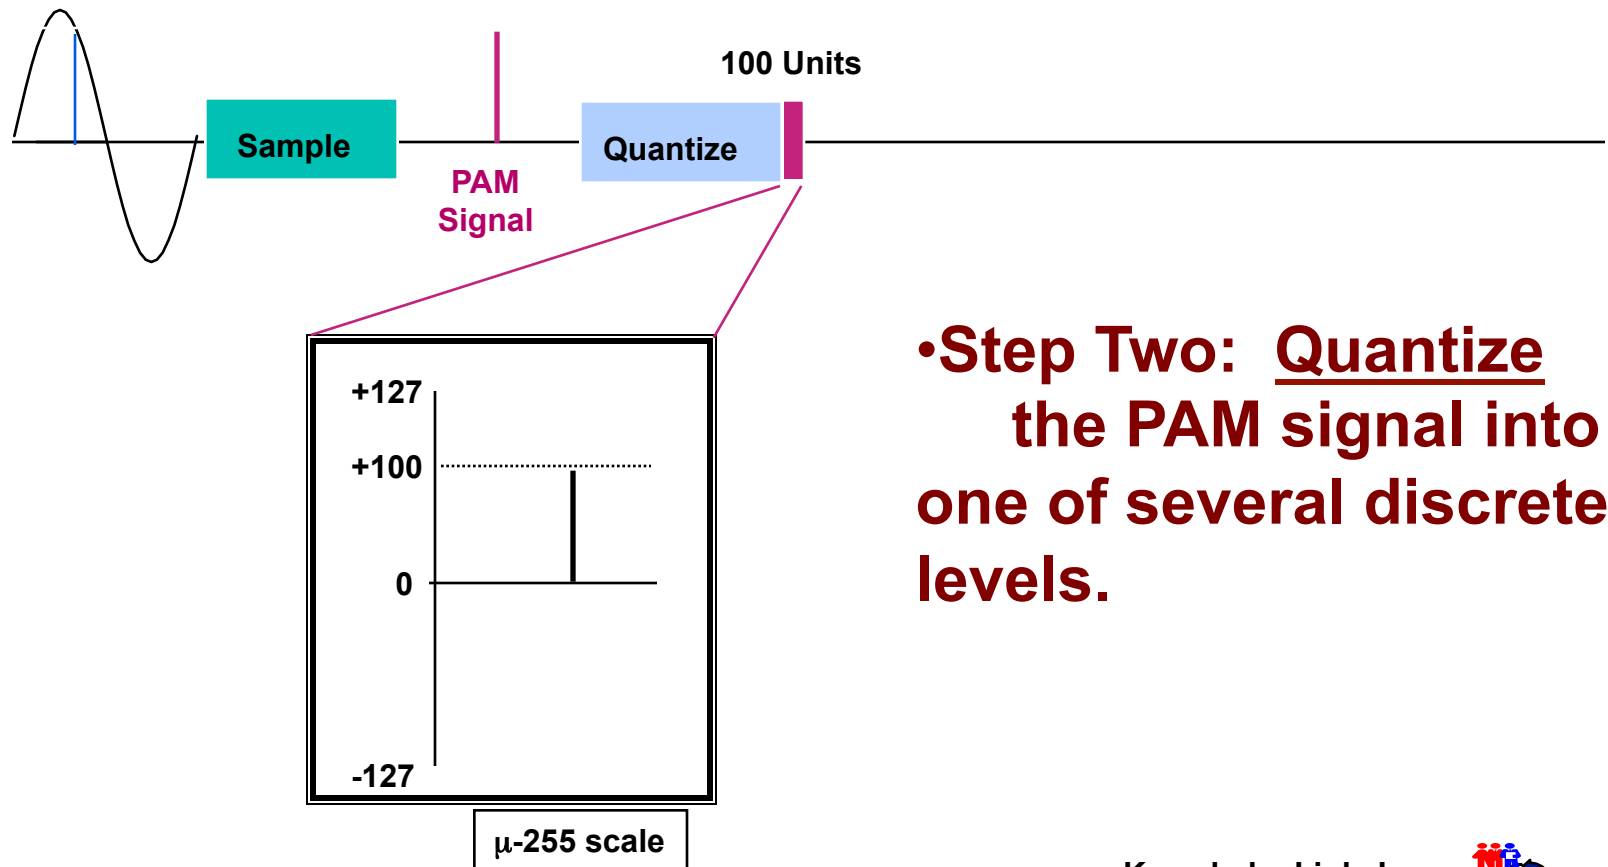 100 Units
Sample
Quantize
PAM
Signal
+127
+100
0
-127
μ-255 scale
•Step Two: Quantize
the PAM signal into
one of several discrete
levels.